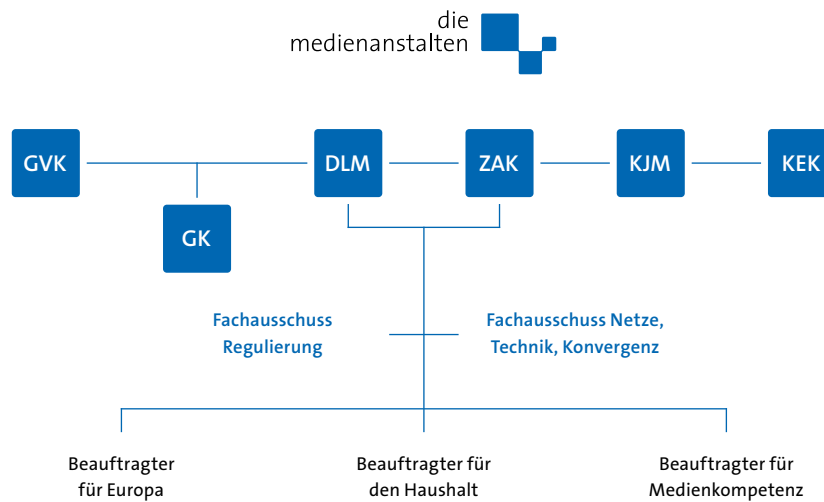 die
medienanstalten
GVK
DLM
ZAK
KJM
KEK
GK
Fachausschuss
Regulierung
Fachausschuss Netze,
Technik, Konvergenz
Beauftragter
für Europa
Beauftragter für
den Haushalt
Beauftragter für
Medienkompetenz